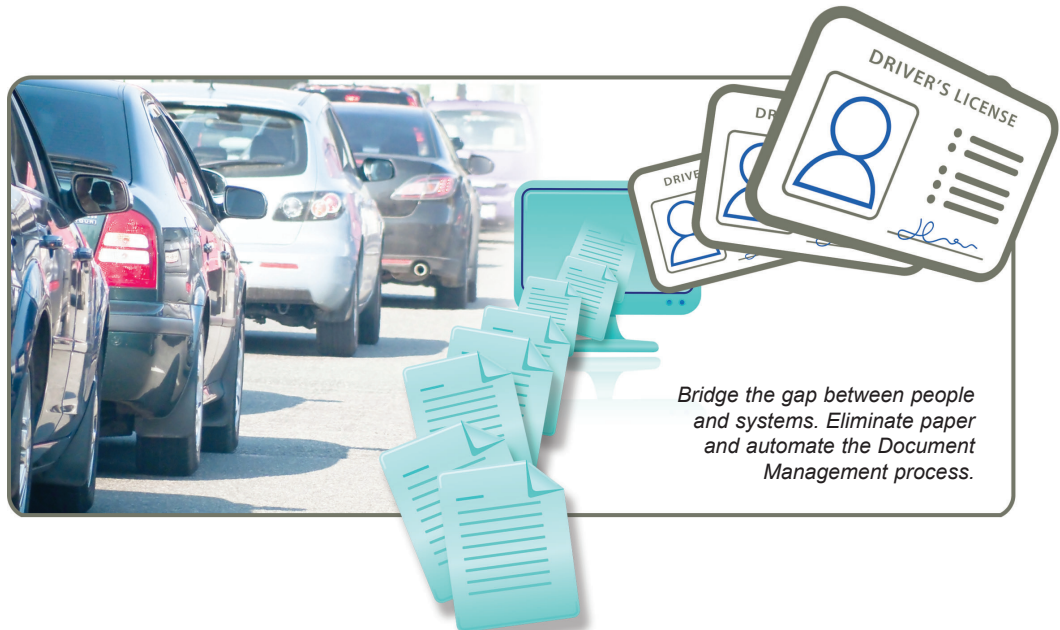 DRIVER'S LICENSE
Bridge the gap between people
and systems. Eliminate paper
and automate the Document
Management process.